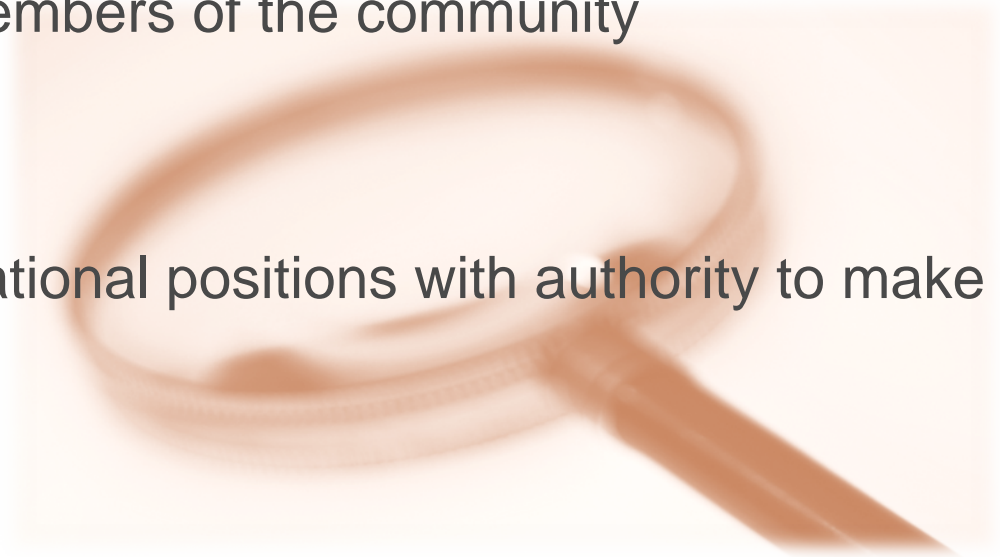 embers of the community
ational positions with authority to make